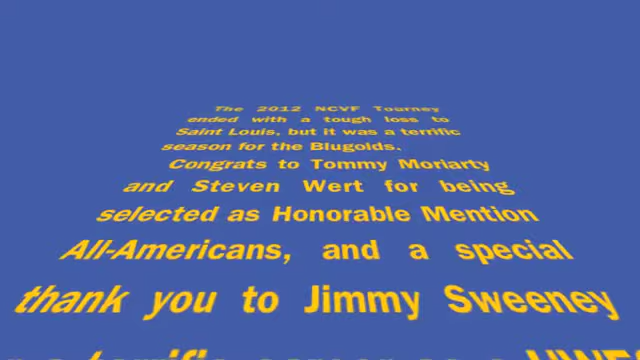 The 2012 NCVF Tourney
ended with a tough loss to
Saint Louis, but it was a terrific
season for the Blugolds.
Congrats to Tommy Moriarty
and Steven Wert for being
selected as Honorable Mention
All-Americans, and a special
thank you to Jimmy Sweeney
a terrific career